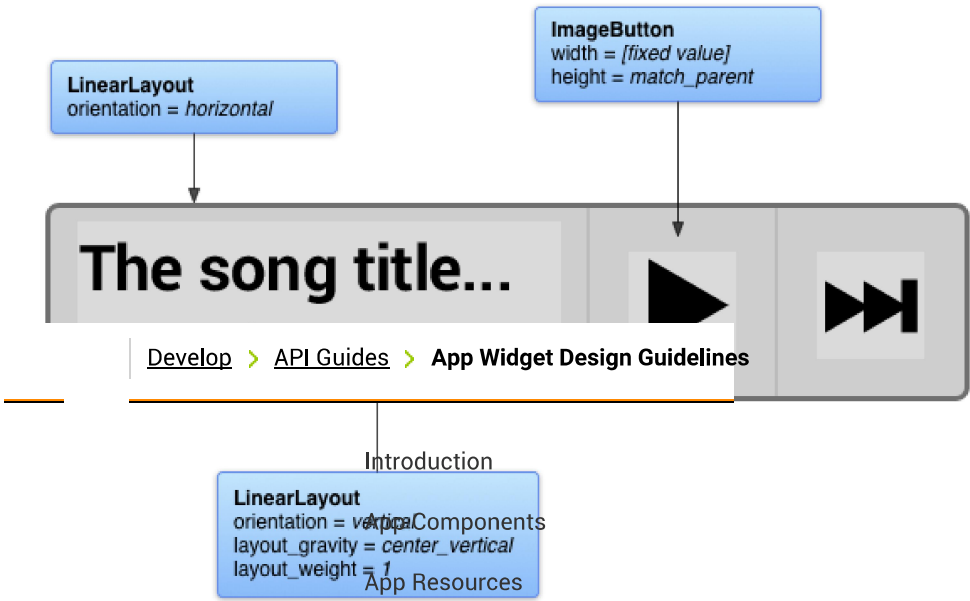 ImageButton
width = [fixed value]
height = match_parent
LinearLayout
orientation = horizontal
The song title...
Develop > API Guides > App Widget Design Guidelines
Introduction
LinearLayout
orientation = vertical
App Components
layout_gravity = center_vertical
layout_weight = 1
App Resources